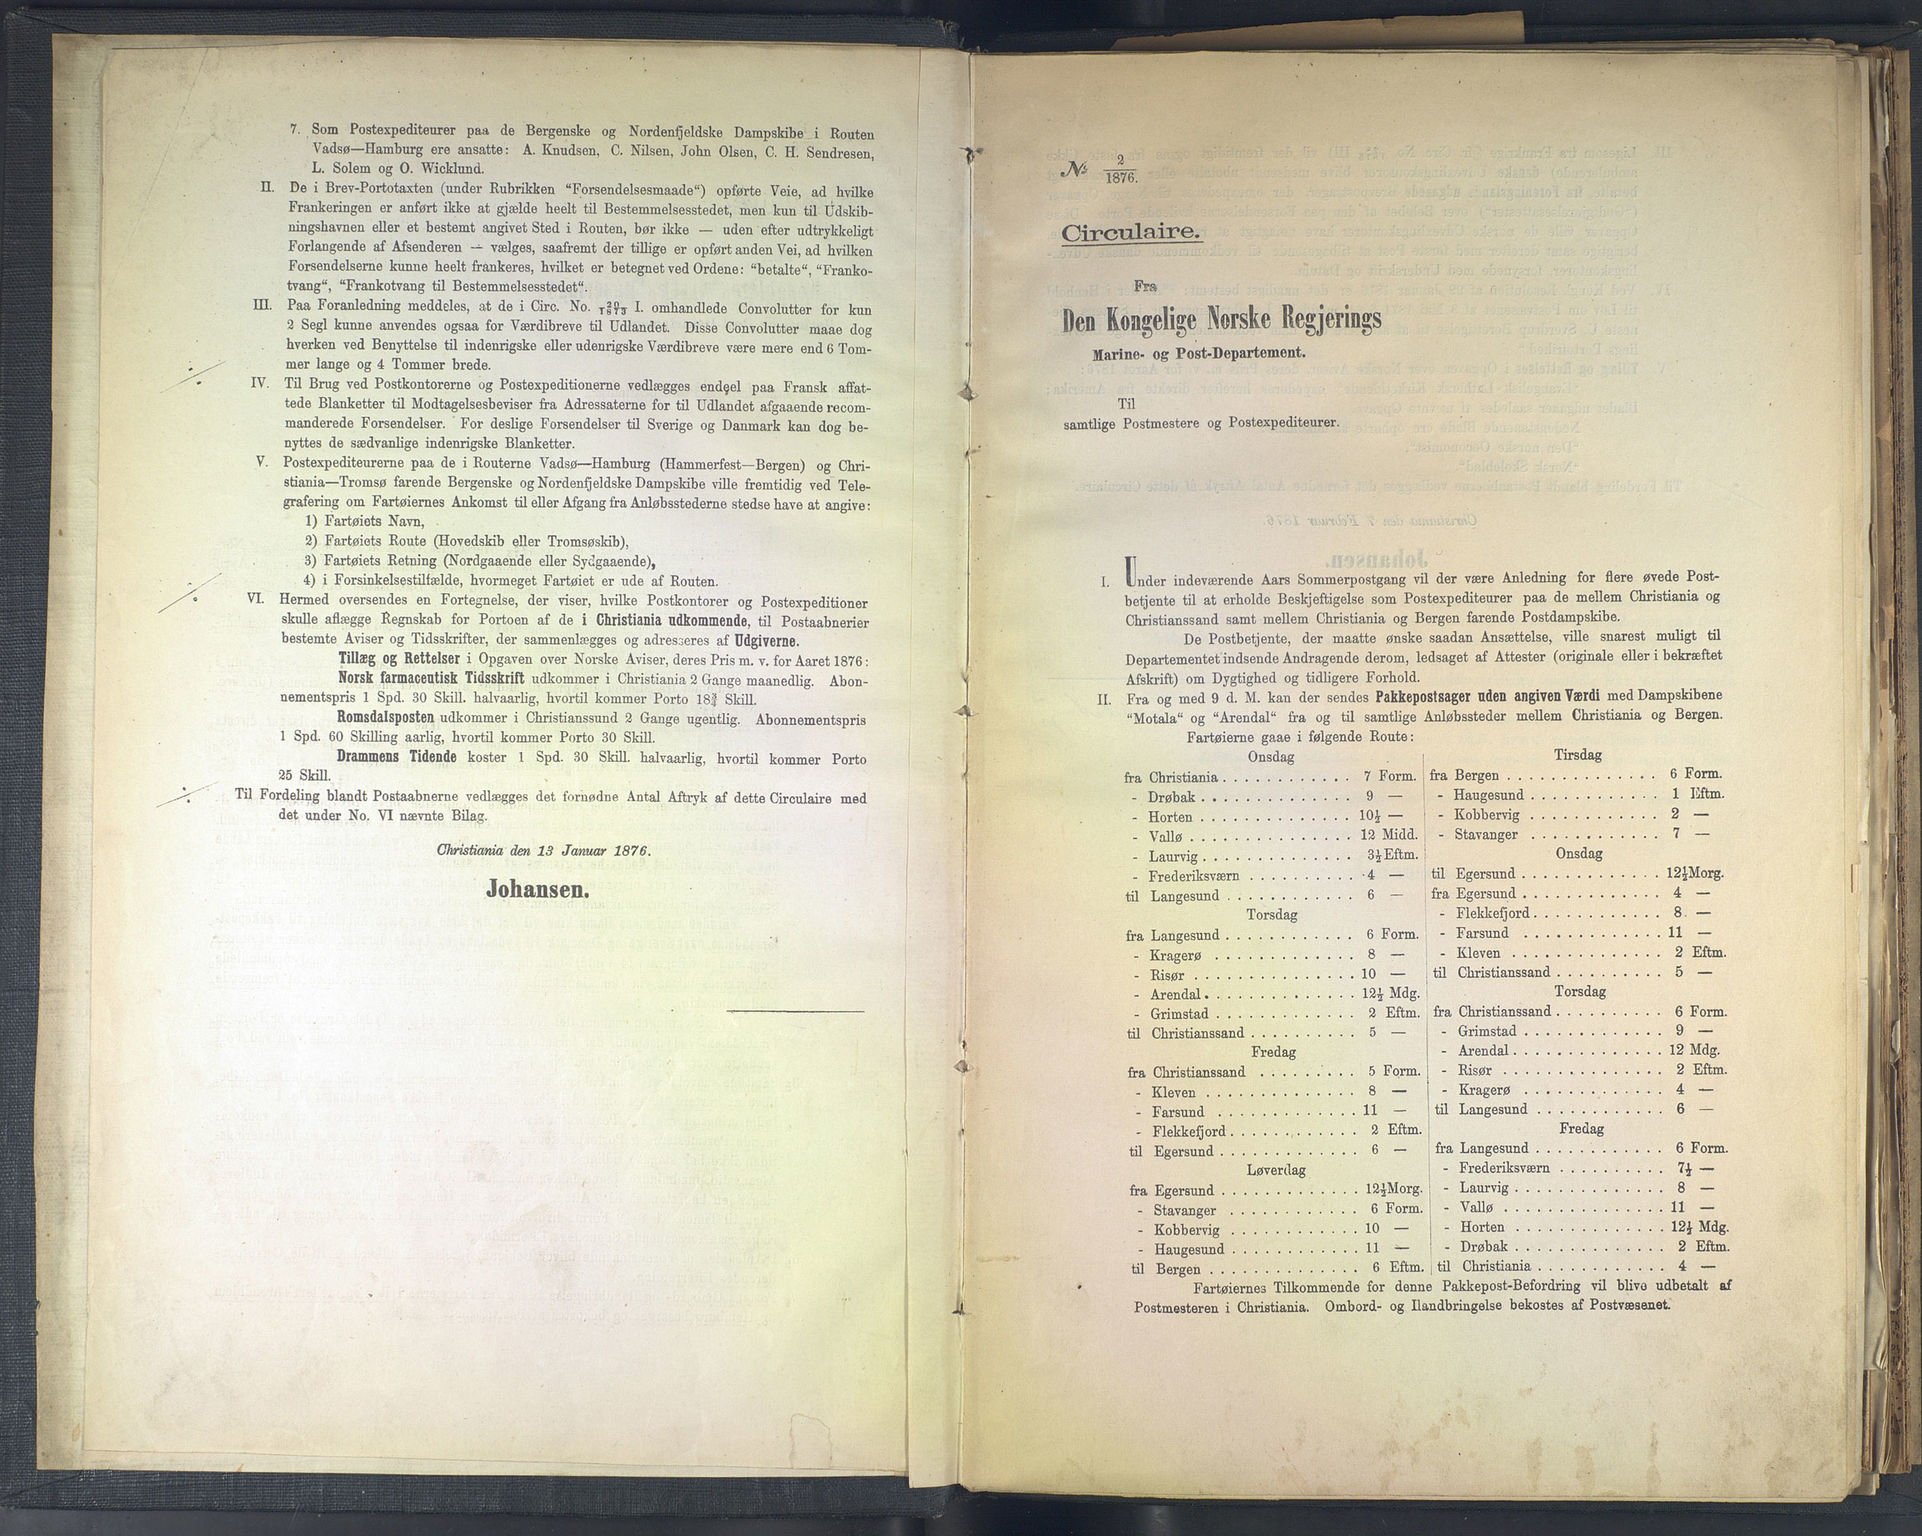 7. Som Postexpediteurer paa de Bergenske og Nordenfjeldske Dampskibe i Routen
Vadsø—Hamburg ere ansatte: A. Knudsen, C. Nilsen, John Olsen, C. H. Sendresen,
L. Solem og O. Wicklund.
II. De i Brev-Portotaxten (under Rubrikken “Forsendelsesmaade“) opførte Veie, ad hvilke
Frankeringen er anført ikke at gjælde heelt til Bestemmelsesstedet, men kun til Udskib-
ningshavnen eller et bestemt angivet Sted i Routen, bør ikke — uden efter udtrykkeligt
Forlangende af Afsenderen — vælges, saafremt der tillige er opført anden Vei, ad hvilken
Forsendelserne kunne heelt frankeres, hvilket er betegnet ved Ordene: “betalte“, “Franko-
tvang“, “Frankotvang til Bestemmelsesstedet“.
III. Paa Foranledning meddeles, at de i Circ. No. 20/1873 I. omhandlede Convolutter for kun
2 Segl kunne anvendes ogsaa for Værdibreve til Udlandet. Disse Convolutter maae dog
hverken ved Benyttelse til indenrigske eller udenrigske Værdibreve være mere end 6 Tom-
mer lange og 4 Tommer brede.
IV. Til Brug ved Postkontorerne og Postexpeditionerne vedlægges endeel paa Fransk affat-
tede Blanketter til Modtagelsesbeviser fra Adressaterne for til Udlandet afgaaende recom-
manderede Forsendelser. For deslige Forsendelser til Sverige og Danmark kan dog be-
nyttes de sædvanlige indenrigske Blanketter.
V. Postexpediteurerne paa de i Routerne Vadsø—Hamburg (Hammerfest—Bergen) og Chri-
stiania—Tromsø farende Bergenske og Nordenfjeldske Dampskibe ville fremtidig ved Tele-
grafering om Fartøiernes Ankomst til eller Afgang fra Anløbsstederne stedse have at angive:
1) Fartøiets Navn,
2) Fartøiets Route (Hovedskib eller Tromsøskib),
3) Fartøiets Retning (Nordgaaende eller Sydgaaende),
4) i Forsinkelsestilfælde, hvormeget Fartøiet er ude af Routen.
VI. Hermed oversendes en Fortegnelse, der viser, hvilke Postkontorer og Postexpeditioner
skulle aflægge Regnskab for Portoen af de i Christiania udkommende, til Postaabnerier
bestemte Aviser og Tidsskrifter, der sammenlægges og adresseres af Udgiverne.
Tillæg og Rettelser i Opgaven over Norske Aviser, deres Pris m. v. for Aaret 1876:
Norsk farmaceutisk Tidsskrift udkommer i Christiania 2 Gange maanedlig. Abon-
nementspris 1 Spd. 30 Skill. halvaarlig, hvortil kommer Porto 18¾ Skill.
Romsdalsposten udkommer i Christianssund 2 Gange ugentlig. Abonnementspris
1 Spd. 60 Skilling aarlig, hvortil kommer Porto 30 Skill.
Drammens Tidende koster 1 Spd. 30 Skill. halvaarlig, hvortil kommer Porto
25 Skill.
Til Fordeling blandt Postaabnerne vedlægges det fornødne Antal Aftryk af dette Circulaire med
det under No. VI nævnte Bilag.
Christiania den 13 Januar 1876.
Johansen.
№ 2/1876.
Circulaire.
Fra
Den Kongelige Norske Regjerings
Marine- og Post-Departement.
Til
samtlige Postmestere og Postexpediteurer.
I. Under indeværende Aars Sommerpostgang vil der være Anledning for flere øvede Post-
betjente til at erholde Beskjeftigelse som Postexpediteurer paa de mellem Christiania og
Christianssand samt mellem Christiania og Bergen farende Postdampskibe.
De Postbetjente, der maatte ønske saadan Ansættelse, ville snarest muligt til
Departementet indsende Andragende derom, ledsaget af Attester (originale eller i bekræftet
Afskrift) om Dygtighed og tidligere Forhold.
II. Fra og med 9 d. M. kan der sendes Pakkepostsager uden angiven Værdi med Dampskibene
“Motala“ og “Arendal“ fra og til samtlige Anløbssteder mellem Christiania og Bergen.
Fartøierne gaae i følgende Route:
Onsdag
fra Christiania . . . . . . . . . . . . 7 Form.
- Drøbak . . . . . . . . . . . . . . 9 —
- Horten . . . . . . . . . . . . . . 10½ —
- Vallø . . . . . . . . . . . . . . . 12 Midd.
- Laurvig . . . . . . . . . . . . . . 3½ Eftm.
- Frederiksværn . . . . . . . . . . 4 —
til Langesund . . . . . . . . . . . . 6 —
Torsdag
fra Langesund . . . . . . . . . . . . 6 Form.
- Kragerø . . . . . . . . . . . . . 8 —
- Risør . . . . . . . . . . . . . . . 10 —
- Arendal . . . . . . . . . . . . . . 12½ Mdg.
- Grimstad . . . . . . . . . . . . . 2 Eftm.
til Christianssand . . . . . . . . . . 5 —
Fredag
fra Christianssand . . . . . . . . . 5 Form.
- Kleven . . . . . . . . . . . . . . 8 —
- Farsund . . . . . . . . . . . . . 11 —
- Flekkefjord . . . . . . . . . . . . 2 Eftm.
til Egersund . . . . . . . . . . . . . 6 —
Løverdag
fra Egersund . . . . . . . . . . . . . 12½ Morg.
- Stavanger . . . . . . . . . . . . 6 Form.
- Kobbervig . . . . . . . . . . . . 10 —
- Haugesund . . . . . . . . . . . . 11 —
til Bergen . . . . . . . . . . . . . . 6 Eftm.
Tirsdag
fra Bergen . . . . . . . . . . . . . . 6 Form.
- Haugesund . . . . . . . . . . . . 1 Eftm.
- Kobbervig . . . . . . . . . . . . 2 —
- Stavanger . . . . . . . . . . . . 7 —
Onsdag
til Egersund . . . . . . . . . . . . . 12½ Morg.
fra Egersund . . . . . . . . . . . . . 4 —
- Flekkefjord . . . . . . . . . . . . 8 —
- Farsund . . . . . . . . . . . . . 11 —
- Kleven . . . . . . . . . . . . . . 2 Eftm.
til Christianssand . . . . . . . . . . 5 —
Torsdag
fra Christianssand . . . . . . . . . . 6 Form.
- Grimstad . . . . . . . . . . . . . 9 —
- Arendal . . . . . . . . . . . . . . 12 Mdg.
- Risør . . . . . . . . . . . . . . . 2 Eftm.
- Kragerø . . . . . . . . . . . . . 4 —
til Langesund . . . . . . . . . . . . 6 —
Fredag
fra Langesund . . . . . . . . . . . . 6 Form.
- Frederiksværn . . . . . . . . . . 7½ —
- Laurvig . . . . . . . . . . . . . . 8 —
- Vallø . . . . . . . . . . . . . . . 11 —
- Horten . . . . . . . . . . . . . . 12½ Mdg.
- Drøbak . . . . . . . . . . . . . . 2 Eftm.
til Christiania . . . . . . . . . . . . 4 —
Fartøiernes Tilkommende for denne Pakkepost-Befordring vil blive udbetalt af
Postmesteren i Christiania. Ombord- og Ilandbringelse bekostes af Postvæsenet.